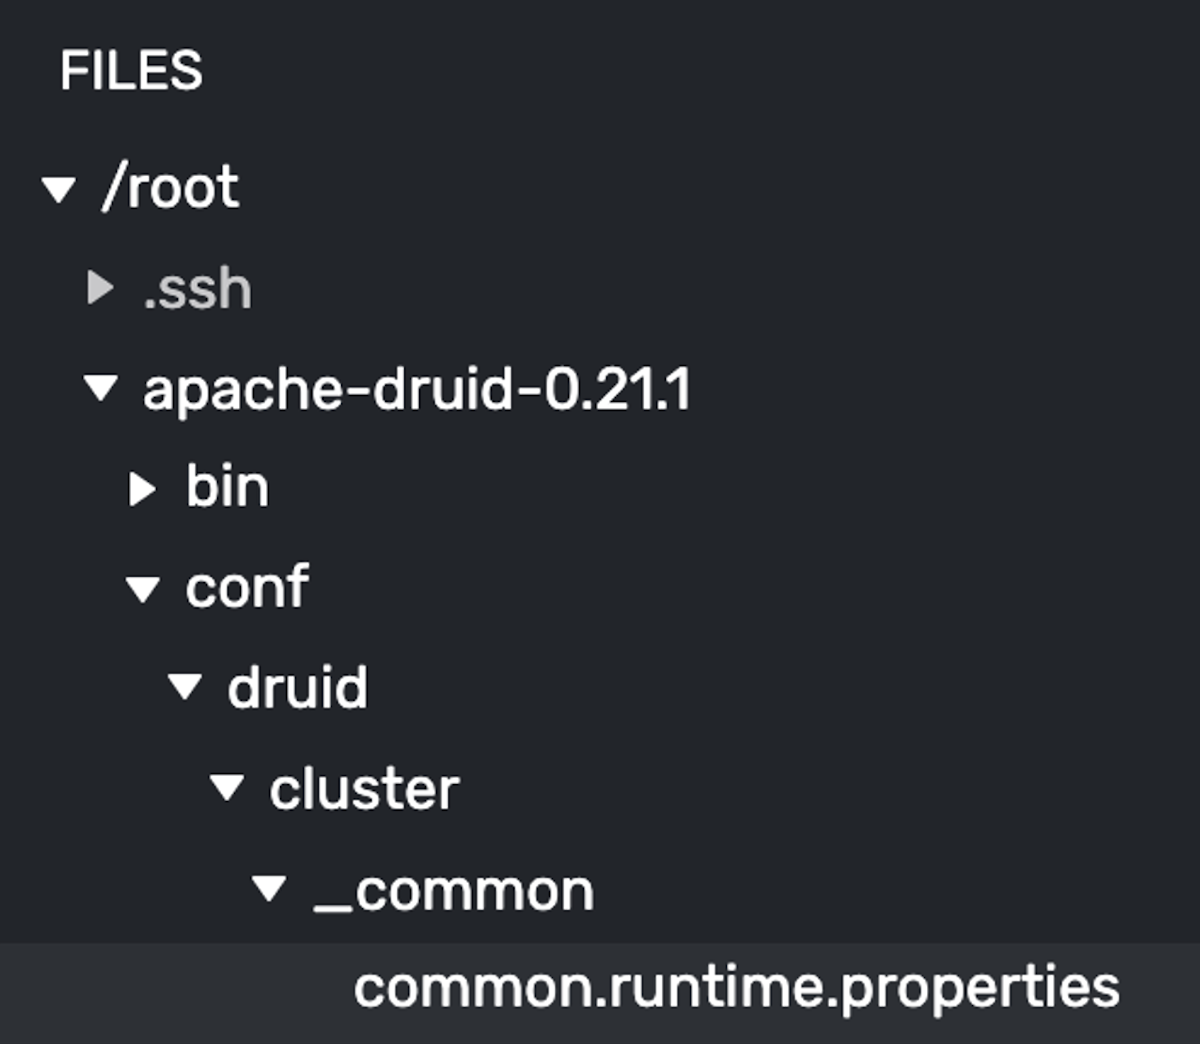 FILES
/root
.ssh
apache-druid-0.21.1
bin
conf
druid
cluster
_common
common.runtime.properties